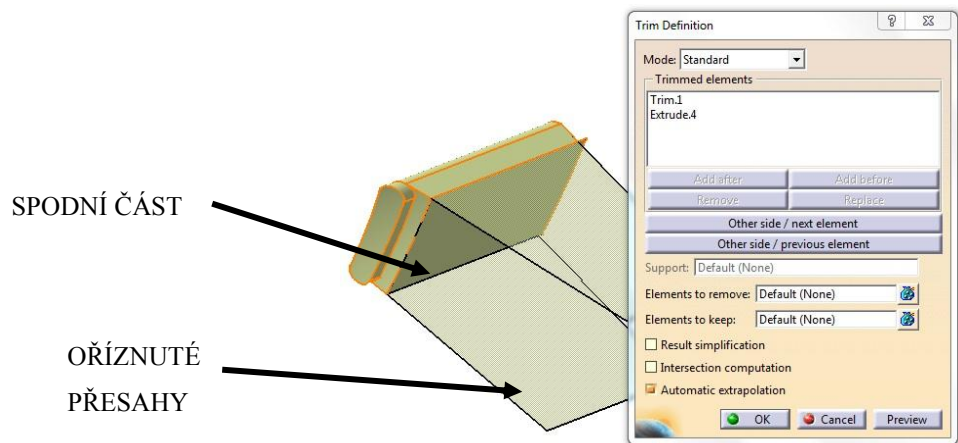 SPODNÍ ČÁST
OŘÍZNUTÉ
PŘESAHY
Trim Definition
Mode: Standard
Trimmed elements
Trim.1
Extrude.4
Add after Add before
Remove Replace
Other side / next element
Other side / previous element
Support: Default (None)
Elements to remove: Default (None)
Elements to keep: Default (None)
Result simplification
Intersection computation
Automatic extrapolation
OK Cancel Preview